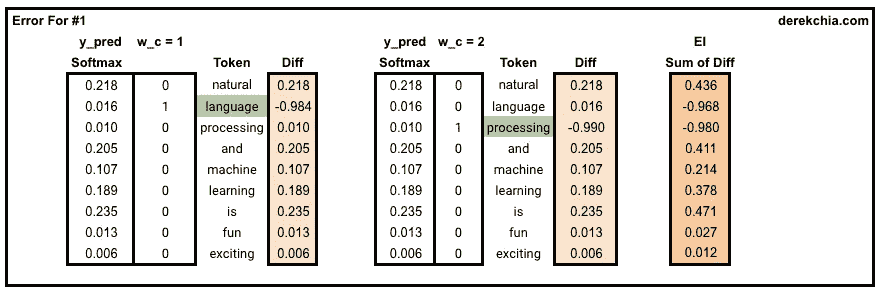 Error For #1 derekchia.com
y_pred w_c = 1 y_pred w_c = 2 EI
Softmax Token Diff Softmax Token Diff Sum of Diff
0.218 0 natural 0.218 0.218 0 natural 0.218 0.436
0.016 1 language -0.984 0.016 0 language 0.016 -0.968
0.010 0 processing 0.010 0.010 1 processing -0.990 -0.980
0.205 0 and 0.205 0.205 0 and 0.205 0.411
0.107 0 machine 0.107 0.107 0 machine 0.107 0.214
0.189 0 learning 0.189 0.189 0 learning 0.189 0.378
0.235 0 is 0.235 0.235 0 is 0.235 0.471
0.013 0 fun 0.013 0.013 0 fun 0.013 0.027
0.006 0 exciting 0.006 0.006 0 exciting 0.006 0.012